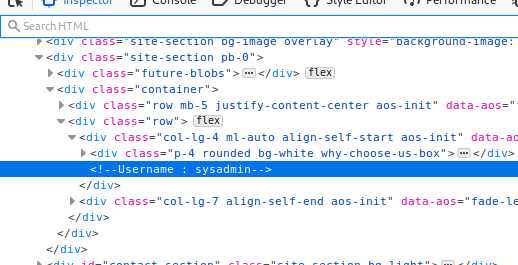 Inspector Console Debugger Style Editor Performance
Search HTML
<div class="site-section bg-image overlay" style="background-image:
<div class="site-section pb-0">
<div class="future-blobs"> </div> flex
<div class="container">
<div class="row mb-5 justify-content-center aos-init" data-aos="
<div class="row"> flex
<div class="col-lg-4 ml-auto align-self-start aos-init" data-ao
<div class="p-4 rounded bg-white why-choose-us-box"> </div>
<!--Username : sysadmin-->
</div>
<div class="col-lg-7 align-self-end aos-init" data-aos="fade-le
</div>
</div>
</div>
<div id="contact-section" class="site-section bg-light"> </div>